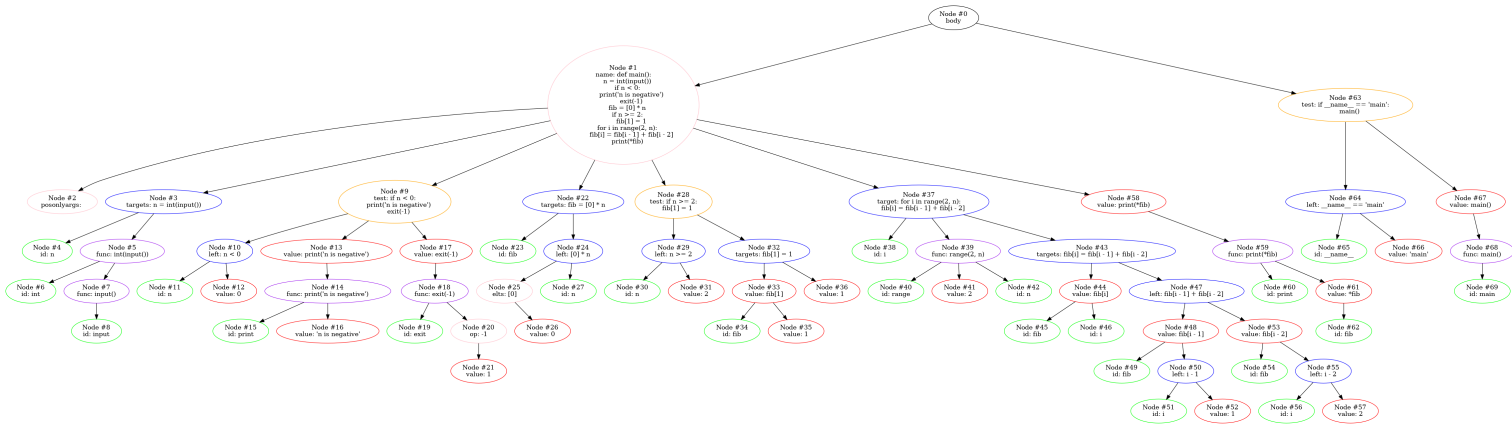 Node #0
body
Node #1
name: def main():
n = int(input())
if n < 0:
print('n is negative')
exit(-1)
fib = [0] * n
if n >= 2:
fib[1] = 1
for i in range(2, n):
fib[i] = fib[i - 1] + fib[i - 2]
print(*fib)
Node #63
test: if __name__ == 'main':
main()
Node #2
posonlyargs:
Node #3
targets: n = int(input())
Node #9
test: if n < 0:
print('n is negative')
exit(-1)
Node #22
targets: fib = [0] * n
Node #28
test: if n >= 2:
fib[1] = 1
Node #37
target: for i in range(2, n):
fib[i] = fib[i - 1] + fib[i - 2]
Node #58
value: print(*fib)
Node #64
left: __name__ == 'main'
Node #67
value: main()
Node #4
id: n
Node #5
func: int(input())
Node #10
left: n < 0
Node #13
value: print('n is negative')
Node #17
value: exit(-1)
Node #23
id: fib
Node #24
left: [0] * n
Node #29
left: n >= 2
Node #32
targets: fib[1] = 1
Node #38
id: i
Node #39
func: range(2, n)
Node #43
targets: fib[i] = fib[i - 1] + fib[i - 2]
Node #59
func: print(*fib)
Node #65
id: __name__
Node #66
value: 'main'
Node #68
func: main()
Node #6
id: int
Node #7
func: input()
Node #11
id: n
Node #12
value: 0
Node #14
func: print('n is negative')
Node #18
func: exit(-1)
Node #25
elts: [0]
Node #27
id: n
Node #30
id: n
Node #31
value: 2
Node #33
value: fib[1]
Node #36
value: 1
Node #40
id: range
Node #41
value: 2
Node #42
id: n
Node #44
value: fib[i]
Node #47
left: fib[i - 1] + fib[i - 2]
Node #60
id: print
Node #61
value: *fib
Node #69
id: main
Node #8
id: input
Node #15
id: print
Node #16
value: 'n is negative'
Node #19
id: exit
Node #20
op: -1
Node #26
value: 0
Node #34
id: fib
Node #35
value: 1
Node #45
id: fib
Node #46
id: i
Node #48
value: fib[i - 1]
Node #53
value: fib[i - 2]
Node #62
id: fib
Node #21
value: 1
Node #49
id: fib
Node #50
left: i - 1
Node #54
id: fib
Node #55
left: i - 2
Node #51
id: i
Node #52
value: 1
Node #56
id: i
Node #57
value: 2